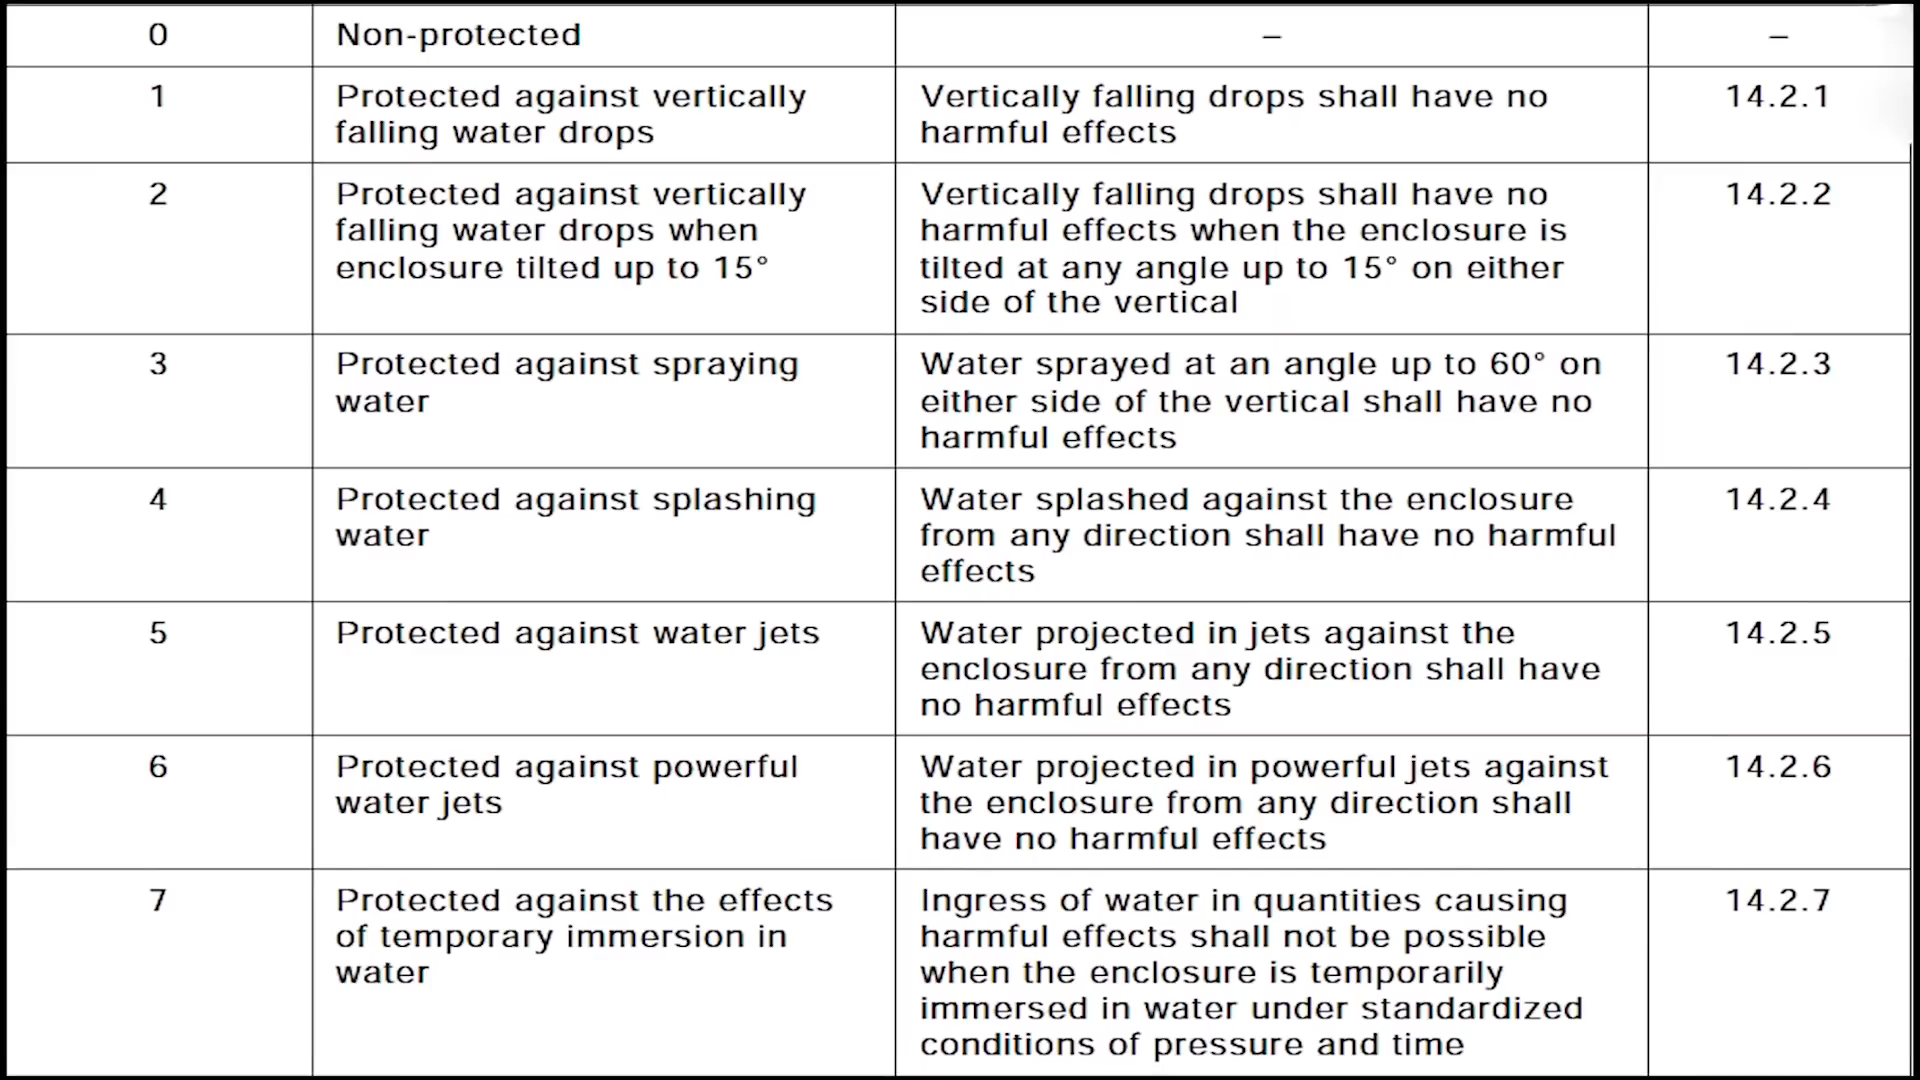 0 Non-protected – –
1 Protected against vertically Vertically falling drops shall have no 14.2.1
falling water drops harmful effects
2 Protected against vertically Vertically falling drops shall have no 14.2.2
falling water drops when harmful effects when the enclosure is
enclosure tilted up to 15° tilted at any angle up to 15° on either
side of the vertical
3 Protected against spraying Water sprayed at an angle up to 60° on 14.2.3
water either side of the vertical shall have no
harmful effects
4 Protected against splashing Water splashed against the enclosure 14.2.4
water from any direction shall have no harmful
effects
5 Protected against water jets Water projected in jets against the 14.2.5
enclosure from any direction shall have
no harmful effects
6 Protected against powerful Water projected in powerful jets against 14.2.6
water jets the enclosure from any direction shall
have no harmful effects
7 Protected against the effects Ingress of water in quantities causing 14.2.7
of temporary immersion in harmful effects shall not be possible
water when the enclosure is temporarily
immersed in water under standardized
conditions of pressure and time